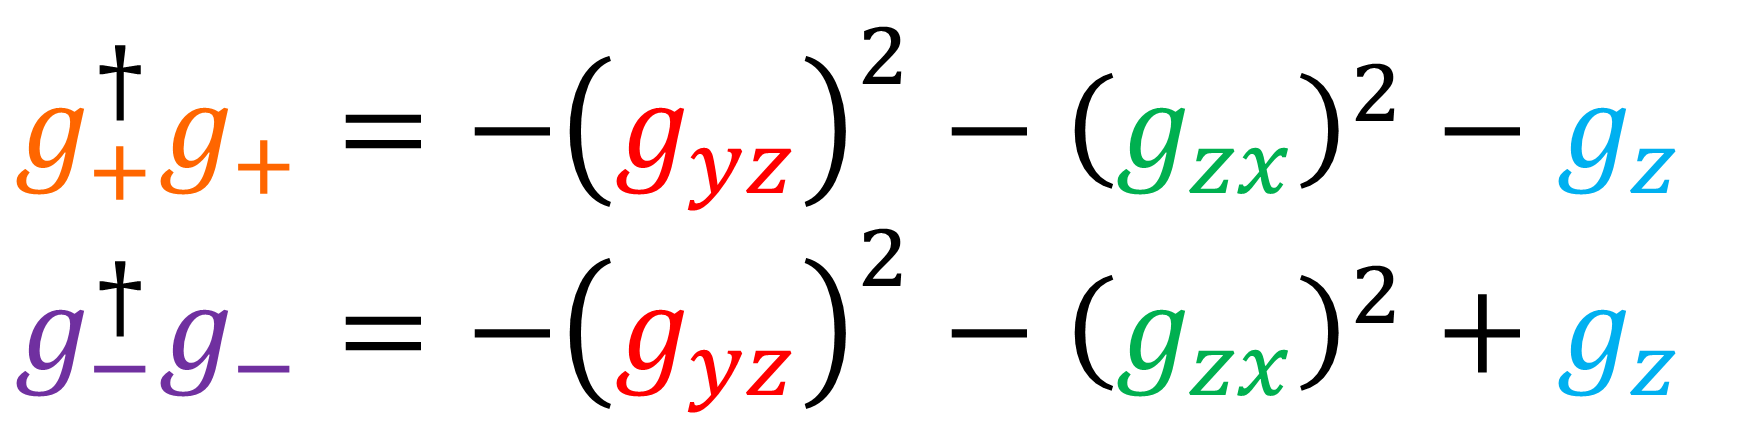 g₊†g₊ = −(g_yz)² − (g_zx)² − g_z
g₋†g₋ = −(g_yz)² − (g_zx)² + g_z